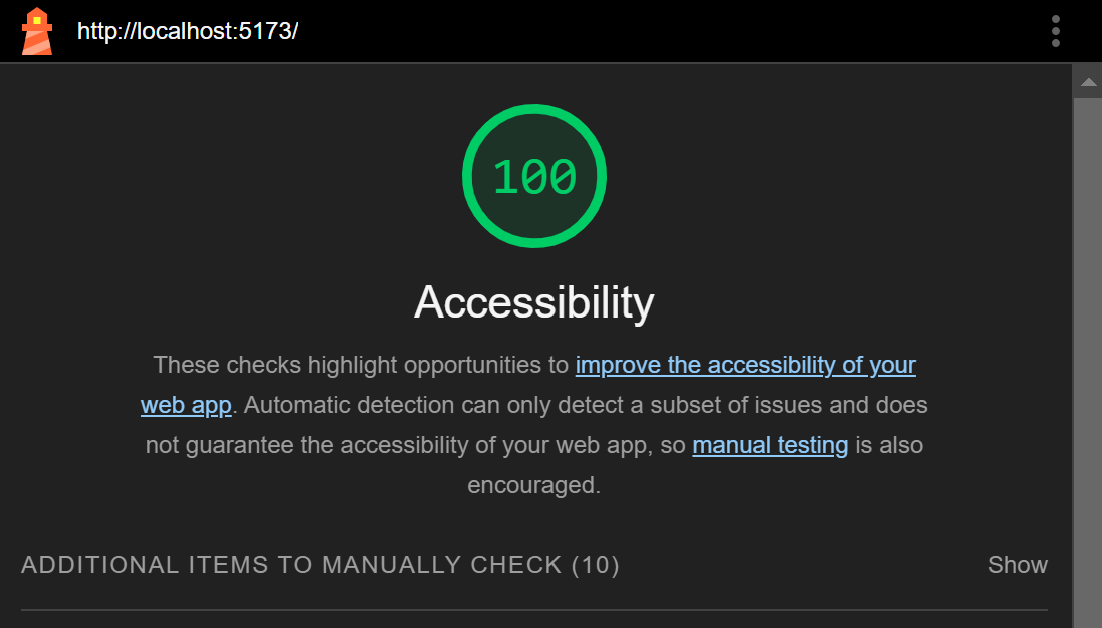 http://localhost:5173/
100
Accessibility
These checks highlight opportunities to improve the accessibility of your
web app. Automatic detection can only detect a subset of issues and does
not guarantee the accessibility of your web app, so manual testing is also
encouraged.
ADDITIONAL ITEMS TO MANUALLY CHECK (10) Show